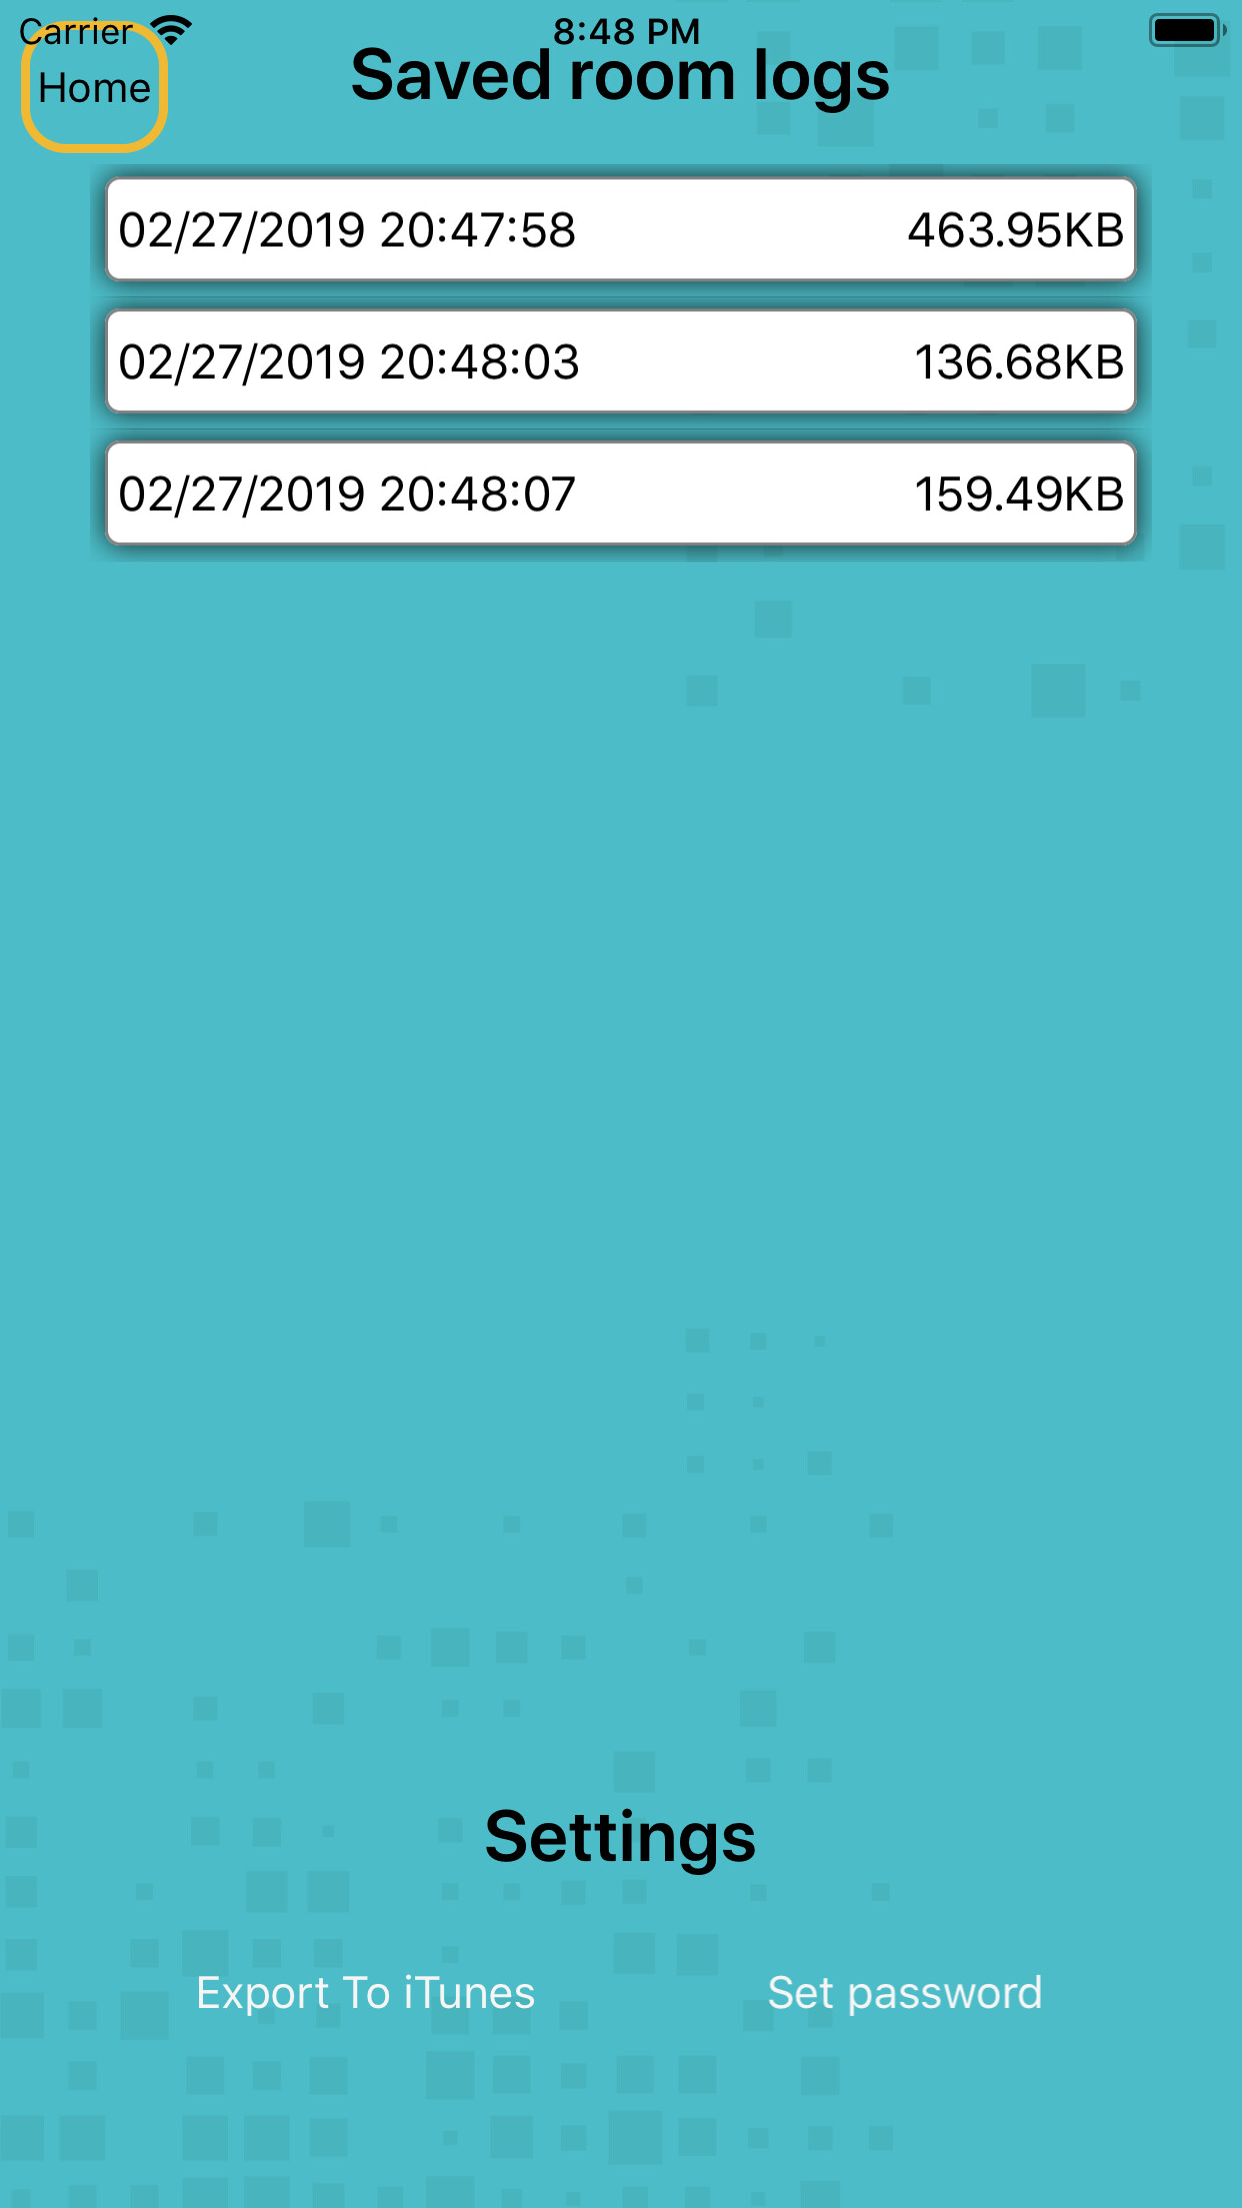 Carrier 8:48 PM
Home
Saved room logs
02/27/2019 20:47:58 463.95KB
02/27/2019 20:48:03 136.68KB
02/27/2019 20:48:07 159.49KB
Settings
Export To iTunes Set password